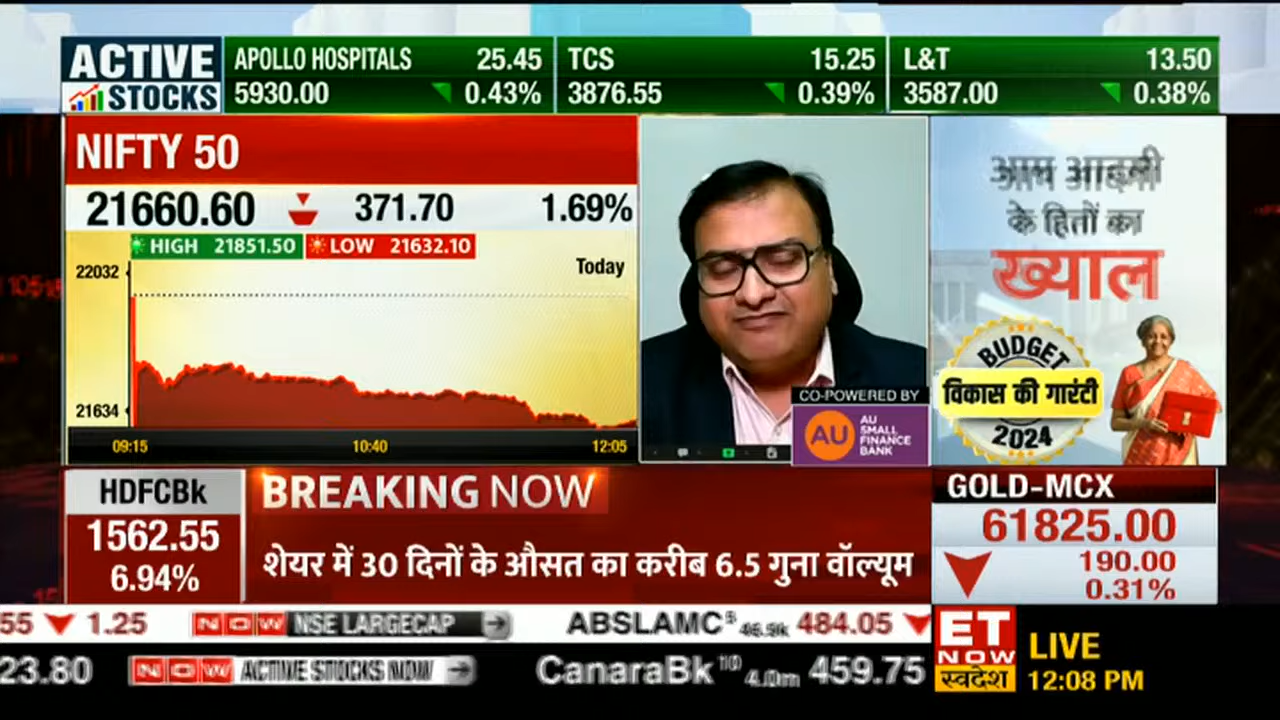 ACTIVE
STOCKS
APOLLO HOSPITALS 25.45
5930.00 0.43%
TCS 15.25
3876.55 0.39%
L&T 13.50
3587.00 0.38%
NIFTY 50
21660.60 371.70 1.69%
HIGH 21851.50 LOW 21632.10
Today
22032
21634
09:15 10:40 12:05
CO-POWERED BY
AU
AU
SMALL
FINANCE
BANK
आम आदमी
के हितों का
ख्याल
BUDGET
विकास की गारंटी
2024
HDFCBk
1562.55
6.94%
BREAKING NOW
शेयर में 30 दिनों के औसत का करीब 6.5 गुना वॉल्यूम
GOLD-MCX
61825.00
190.00
0.31%
55 1.25 NOW NSE LARGECAP ABSLAMC 46.9k 484.05
23.80 NOW ACTIVE STOCKS NOW CanaraBk 10 4.0m 459.75
ET
NOW
स्वदेश
LIVE
12:08 PM